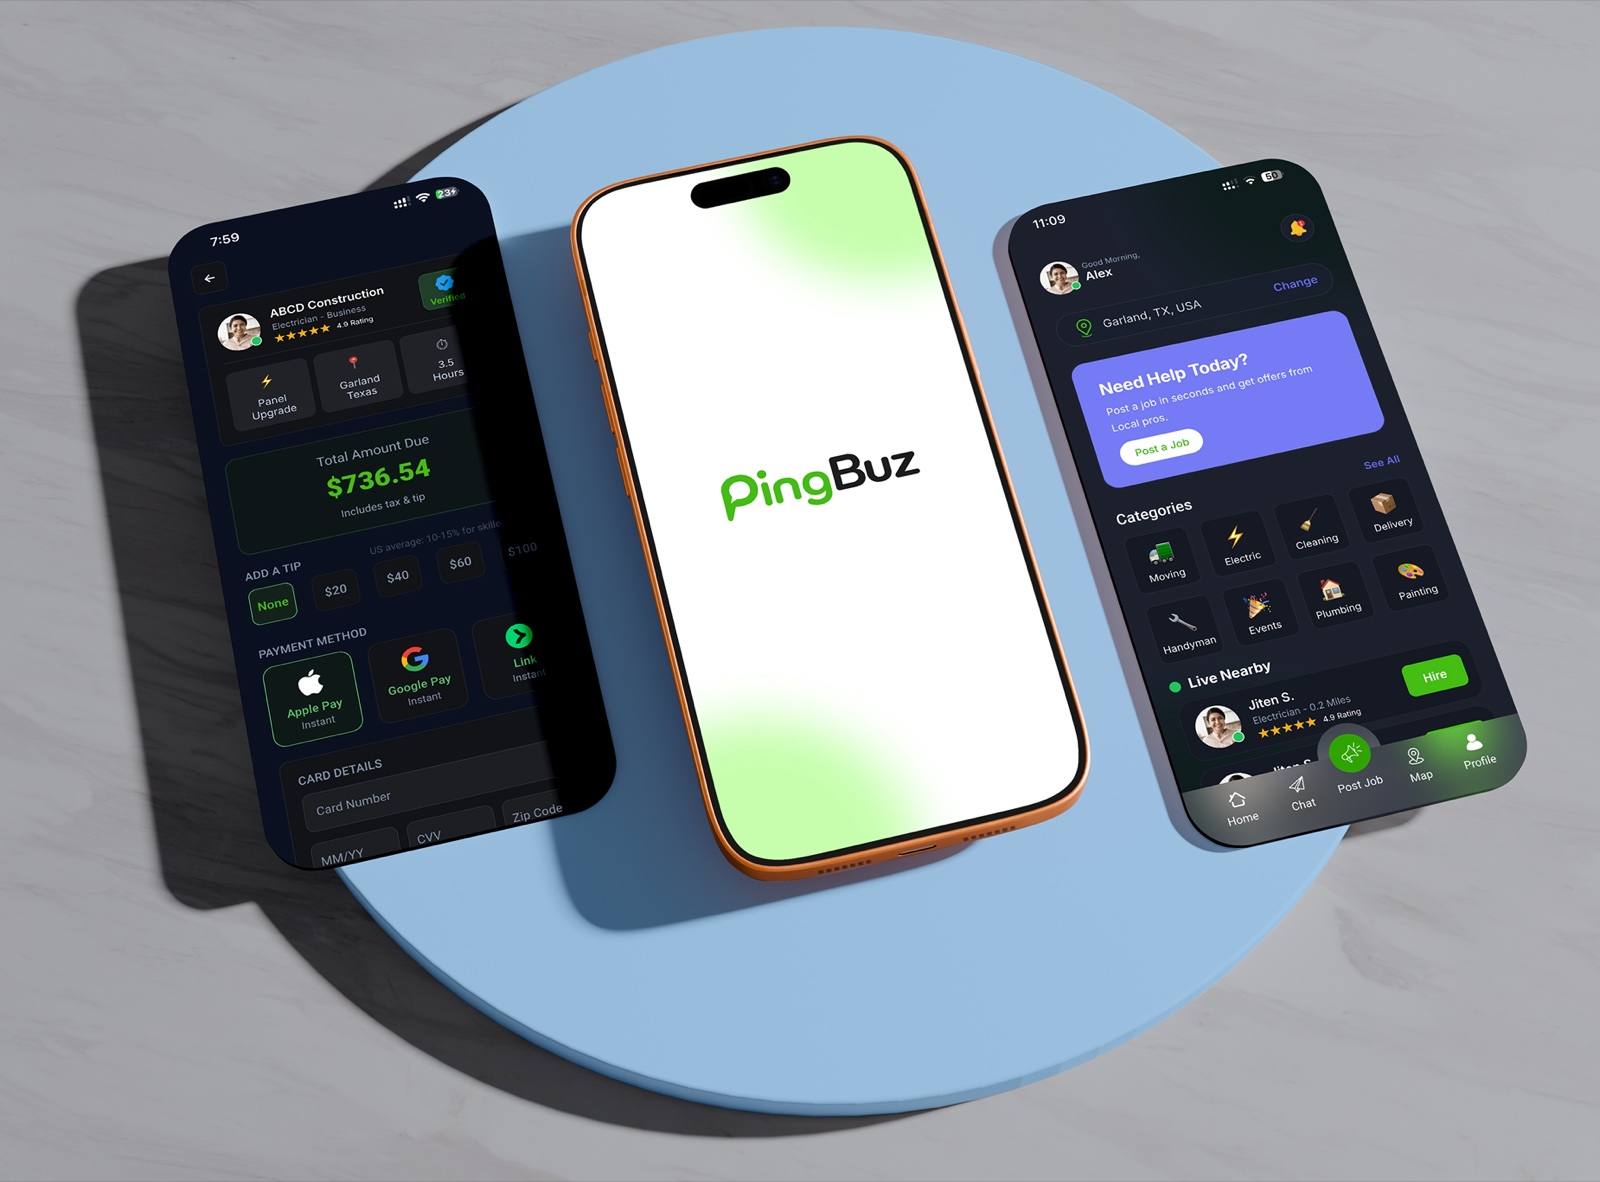 7:59
23
ABCD Construction
Electrician - Business
4.9 Rating
Verified
Panel
Upgrade
Garland
Texas
3.5
Hours
Total Amount Due
$736.54
Includes tax & tip
US average: 10-15% for skille
ADD A TIP
None
$20
$40
$60
$100
PAYMENT METHOD
Apple Pay
Instant
Google Pay
Instant
Link
Instant
CARD DETAILS
Card Number
MM/YY
CVV
Zip Code
PingBuz
11:09
50
Good Morning,
Alex
Garland, TX, USA
Change
Need Help Today?
Post a job in seconds and get offers from
Local pros.
Post a Job
See All
Categories
Moving
Electric
Cleaning
Delivery
Handyman
Events
Plumbing
Painting
Live Nearby
Jiten S.
Electrician - 0.2 Miles
4.9 Rating
Hire
Jiten S.
Home
Chat
Post Job
Map
Profile